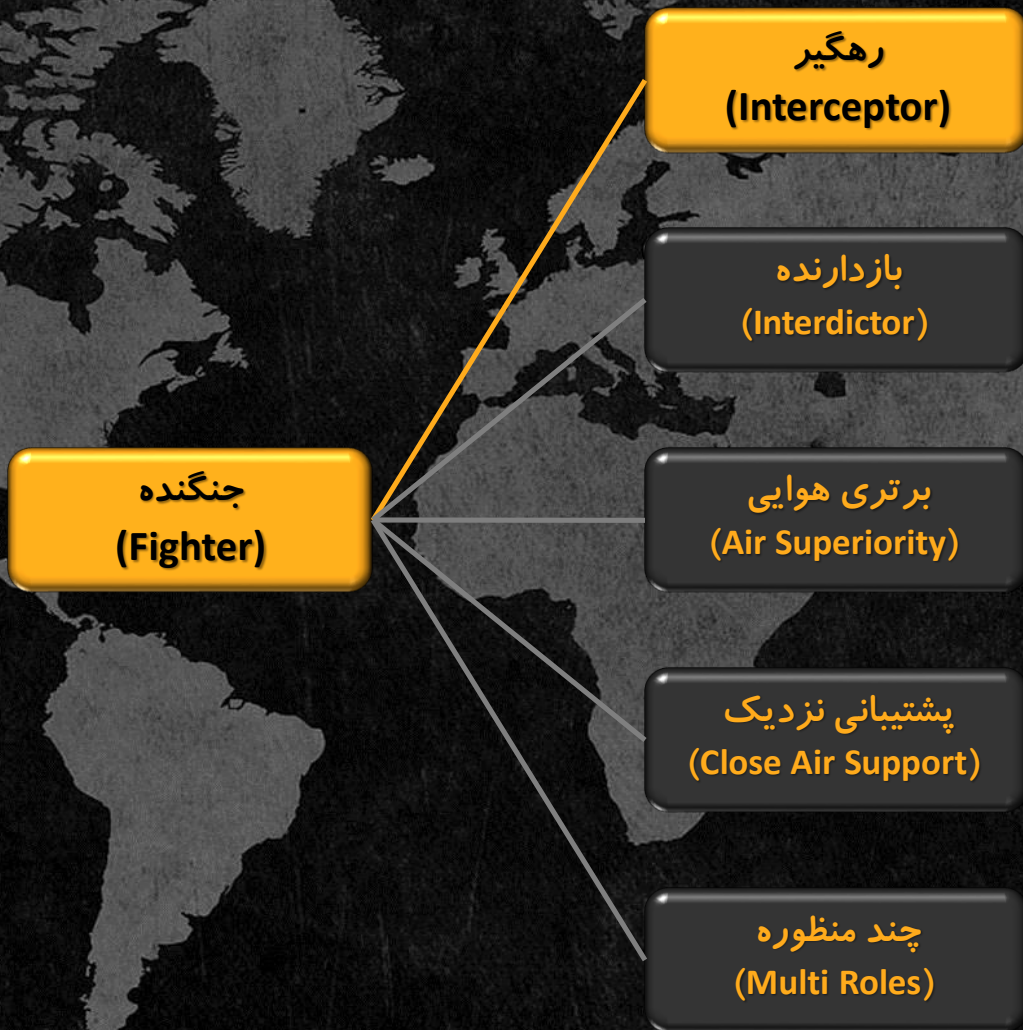 رهگیر
(Interceptor)
بازدارنده
(Interdictor)
برتری هوایی
(Air Superiority)
جنگنده
(Fighter)
پشتیبانی نزدیک
(Close Air Support)
چند منظوره
(Multi Roles)